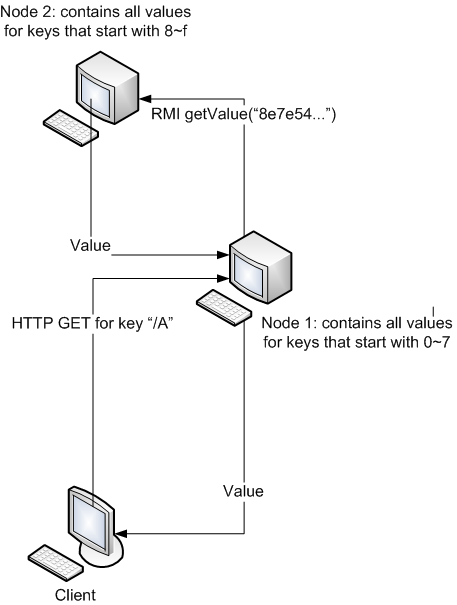 Node 2: contains all values
for keys that start with 8~f
RMI getValue(“8e7e54...”)
Value
HTTP GET for key “/A”
Node 1: contains all values
for keys that start with 0~7
Value
Client